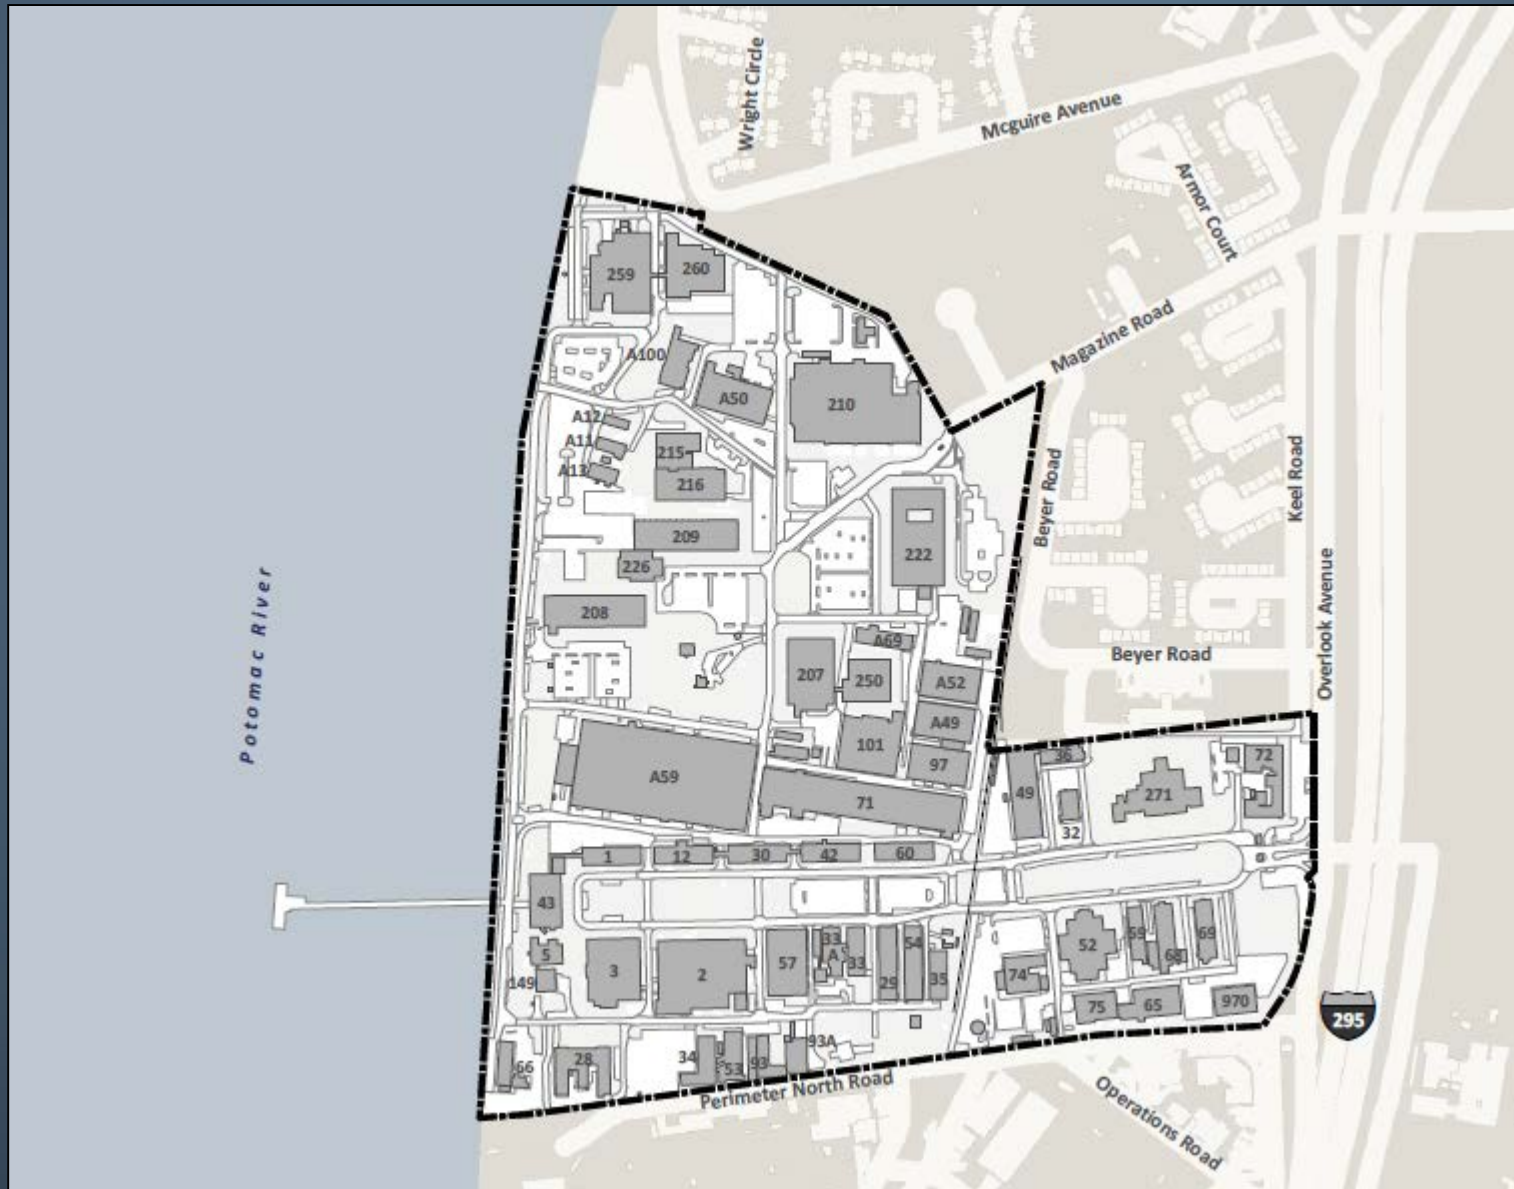 Wright Circle
Mcguire Avenue
Armor Court
259
260
Magazine Road
A100
A50
210
A12
A11
215
A13
216
Beyer Road
Keel Road
209
222
226
208
Potomac River
Overlook Avenue
A69
Beyer Road
207
250
A52
A49
101
97
36
72
A59
49
271
71
32
1
12
30
42
60
43
33
A
54
59
69
5
52
33
68
3
2
57
29
35
74
149
75
65
970
295
34
93A
28
53
93
66
Perimeter North Road
Operations Road